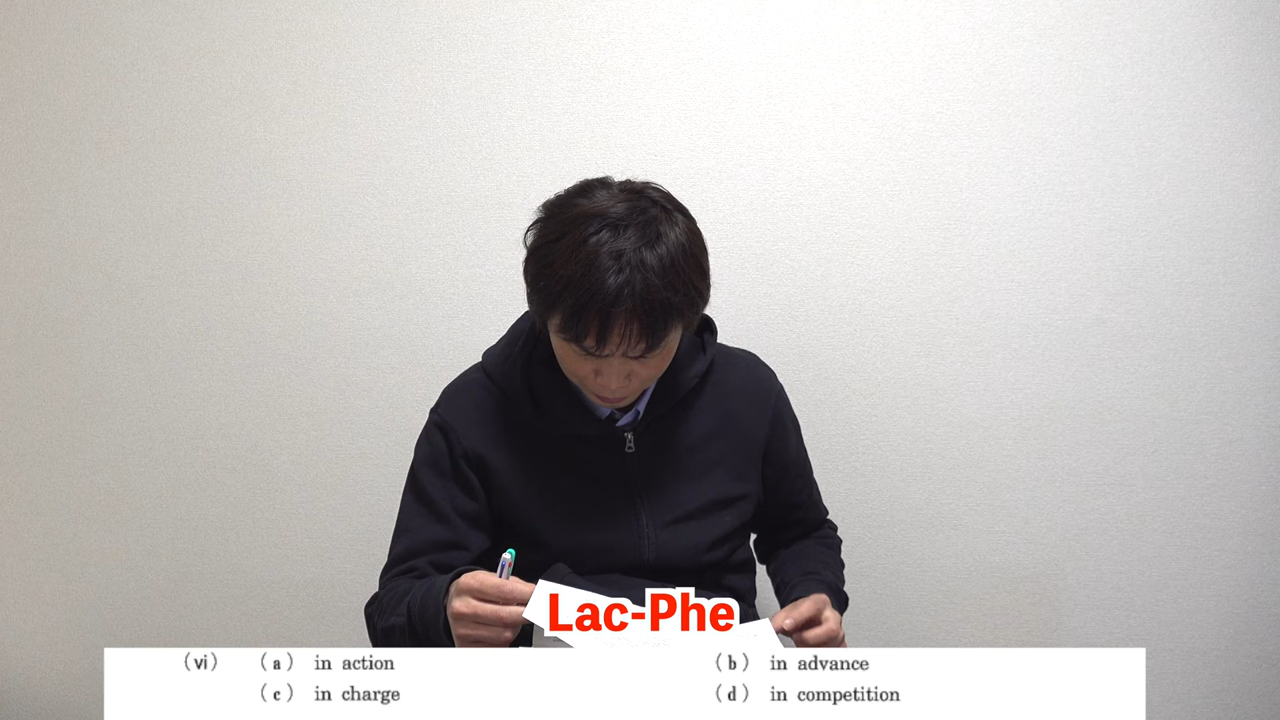 Lac-Phe
(vi) (a) in action (b) in advance
(c) in charge (d) in competition